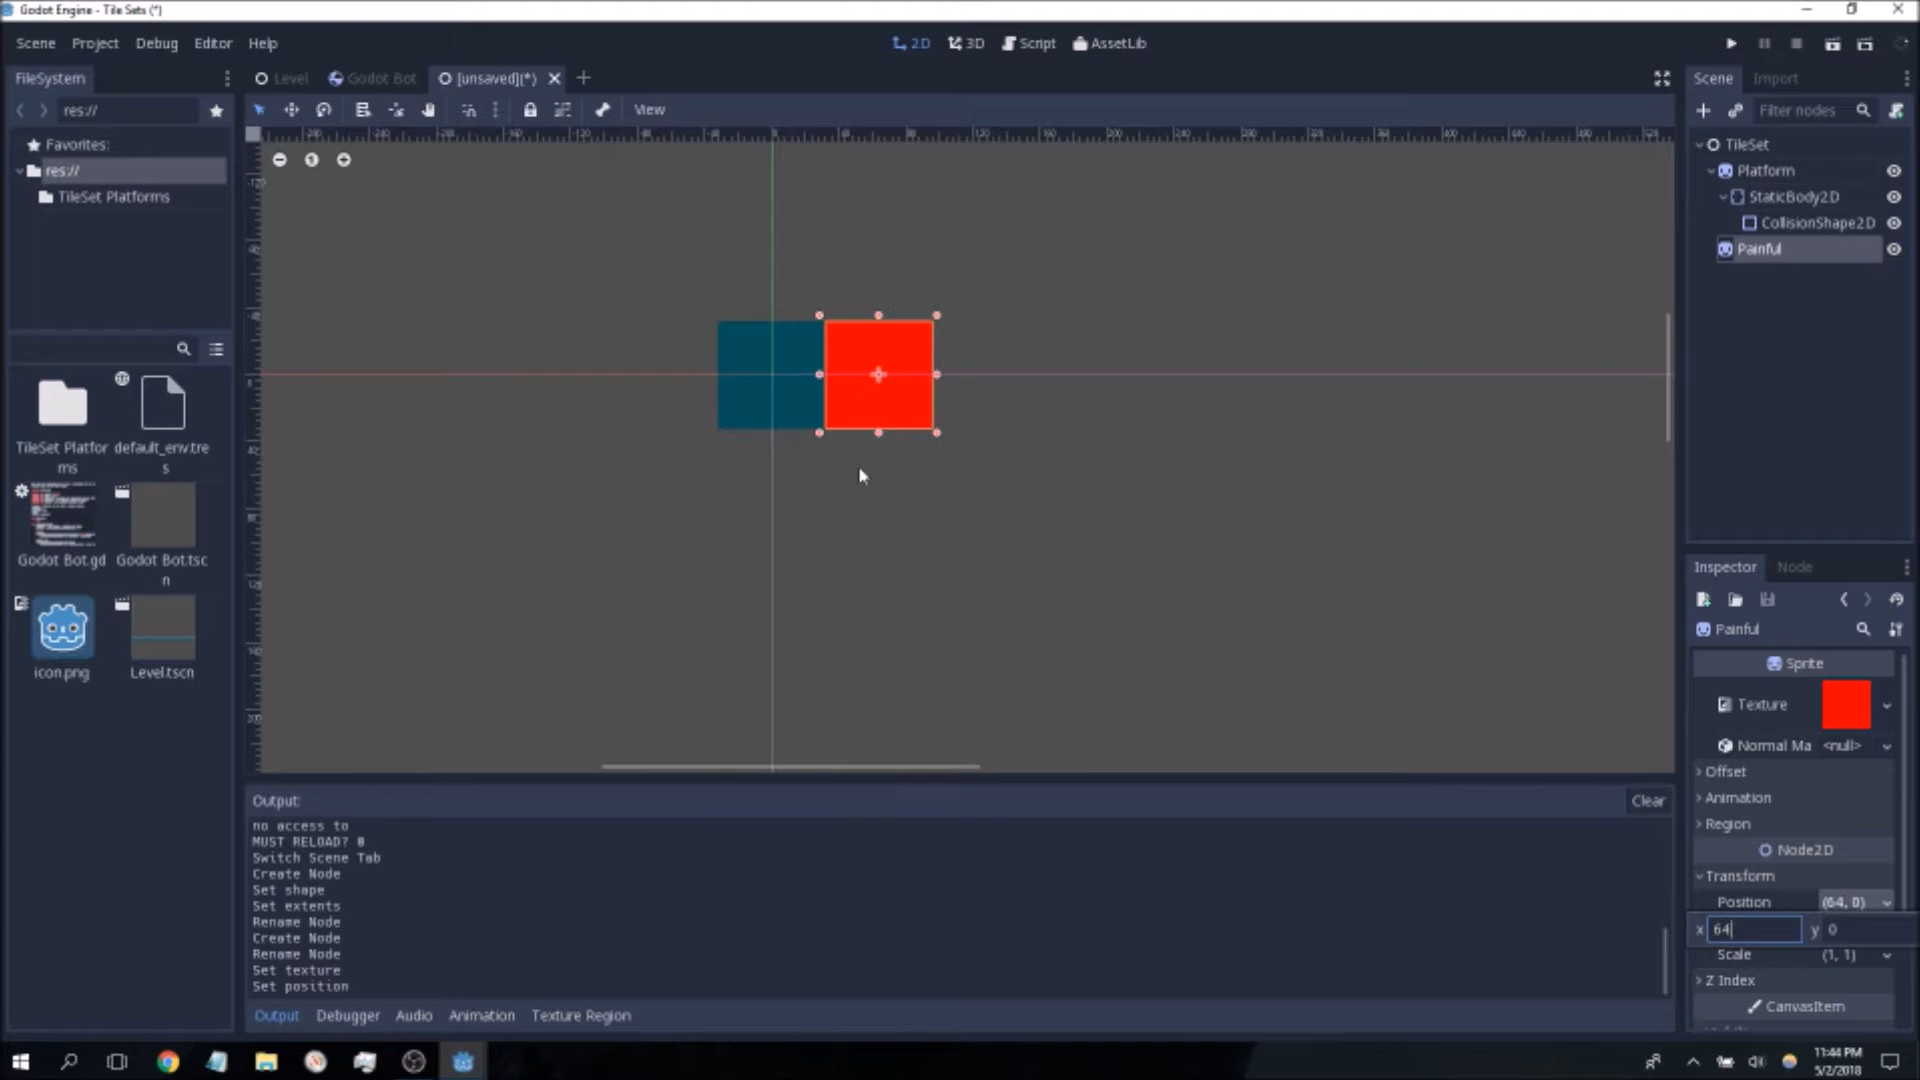 Godot Engine - Tile Sets (*)
Scene Project Debug Editor Help
2D 3D Script AssetLib
FileSystem
Level Godot Bot [unsaved](*)
Scene Import
res://
View
Filter nodes
Favorites:
res://
TileSet Platforms
TileSet
Platform
StaticBody2D
CollisionShape2D
Painful
TileSet Platfor
ms
default_env.tre
s
Godot Bot.gd
Godot Bot.tsc
n
icon.png
Level.tscn
Inspector Node
Painful
Sprite
Texture
Normal Ma <null>
Offset
Animation
Region
Node2D
Transform
Position (64, 0)
x 64 y 0
Scale (1, 1)
Z Index
CanvasItem
Output:
Clear
no access to
MUST RELOAD? 0
Switch Scene Tab
Create Node
Set shape
Set extents
Rename Node
Create Node
Rename Node
Set texture
Set position
Output Debugger Audio Animation Texture Region
11:44 PM
5/2/2018